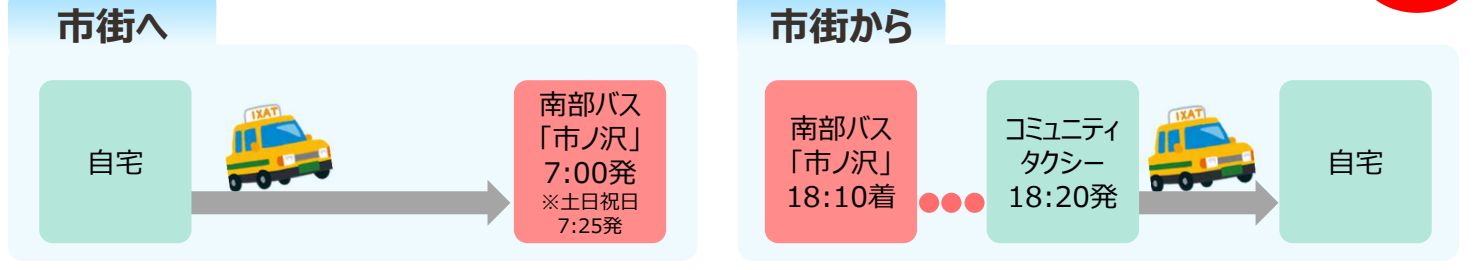 市街へ
自宅
IXAT
南部バス
「市ノ沢」
7:00発
※土日祝日
7:25発
市街から
南部バス
「市ノ沢」
18:10着
コミュニティ
タクシー
18:20発
IXAT
自宅